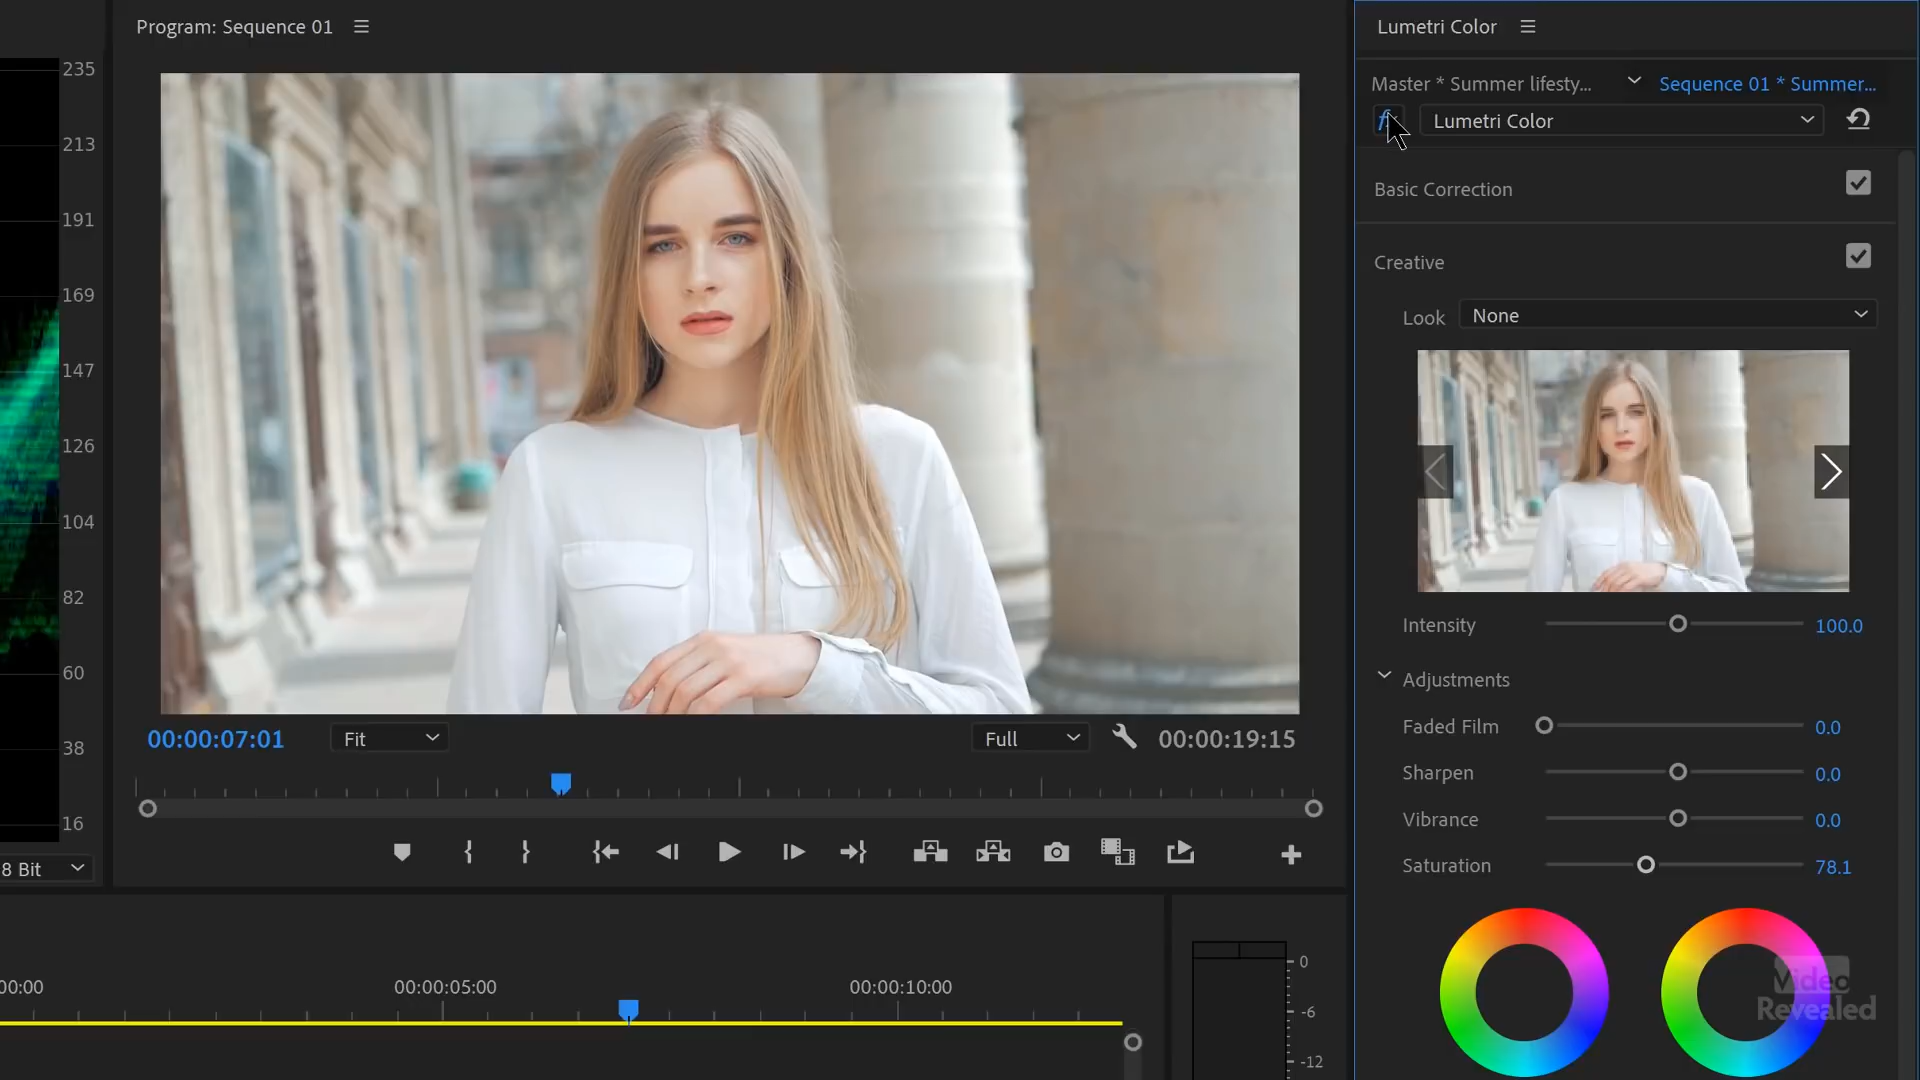 Program: Sequence 01
Lumetri Color
235
213
191
169
147
126
104
82
60
38
16
8 Bit
Master * Summer lifesty...
Sequence 01 * Summer...
Lumetri Color
Basic Correction
Creative
Look
None
Intensity
100.0
Adjustments
Faded Film
0.0
Sharpen
0.0
Vibrance
0.0
Saturation
78.1
00:00:07:01
Fit
Full
00:00:19:15
00:00
00:00:05:00
00:00:10:00
0
-6
-12
Video
Revealed